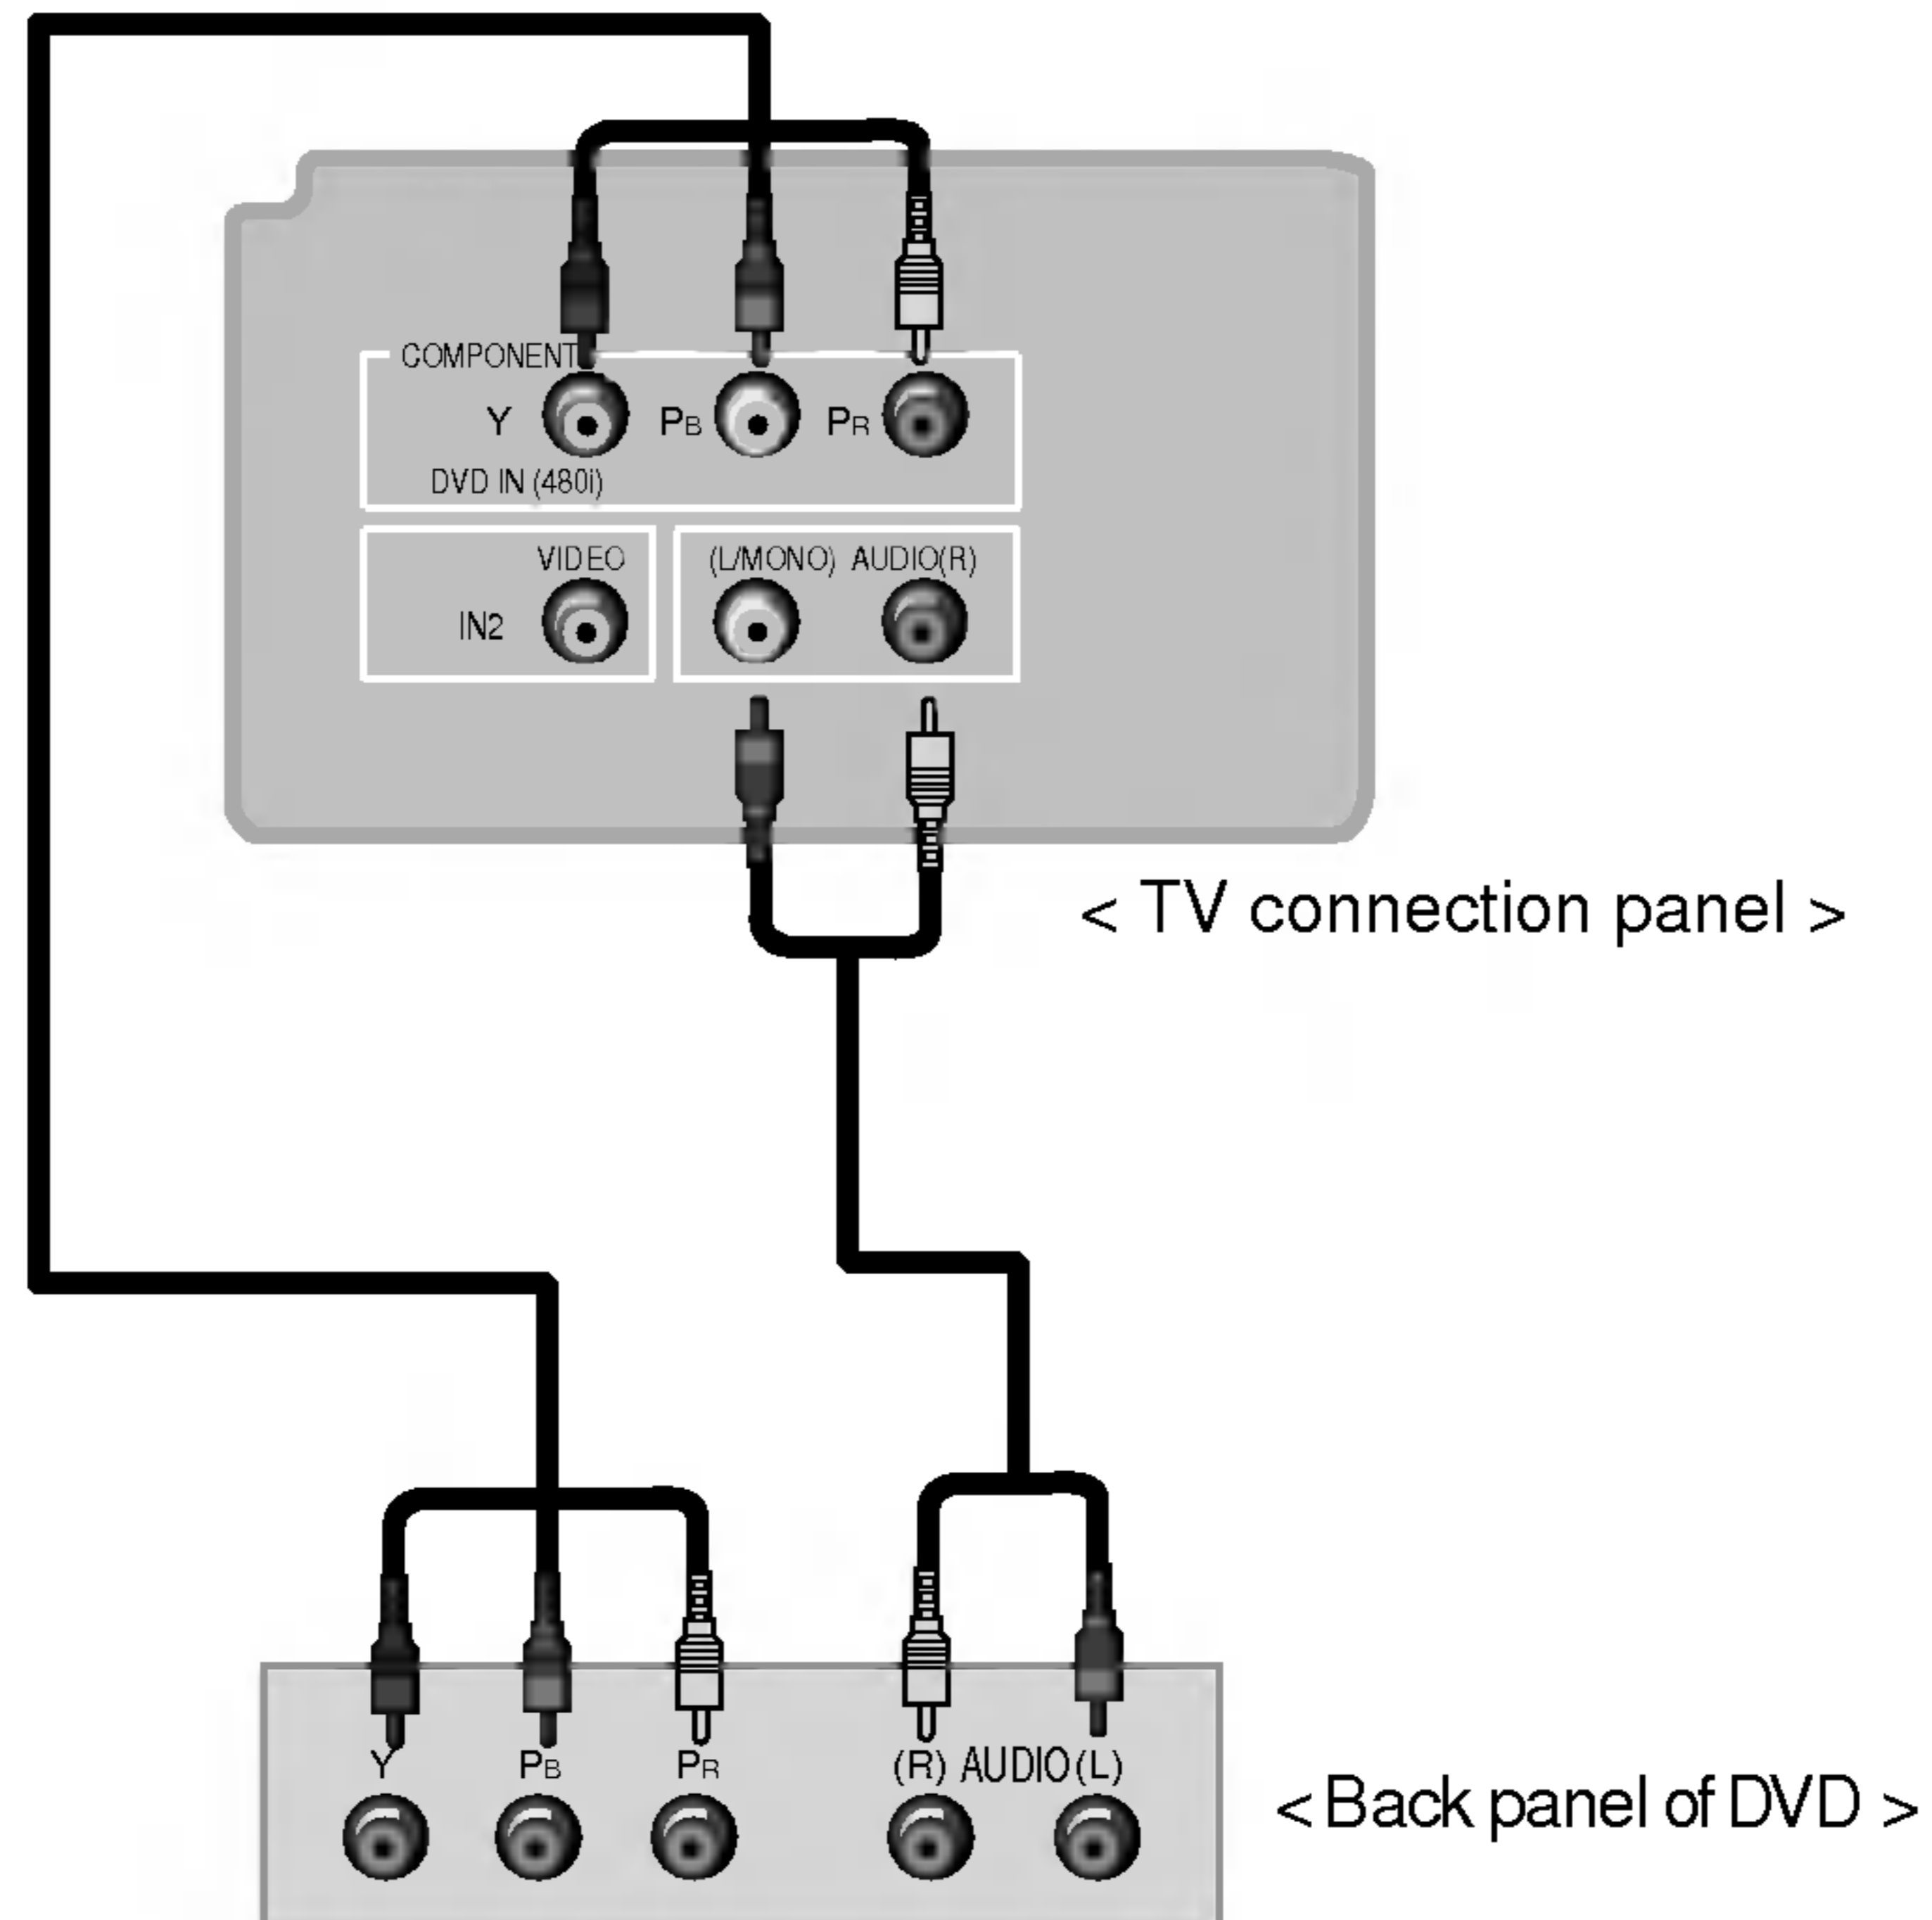 COMPONENT
Y PB PR
DVD IN (480i)
VIDEO (L/MONO) AUDIO(R)
IN2
< TV connection panel >
Y PB PR (R) AUDIO (L)
< Back panel of DVD >